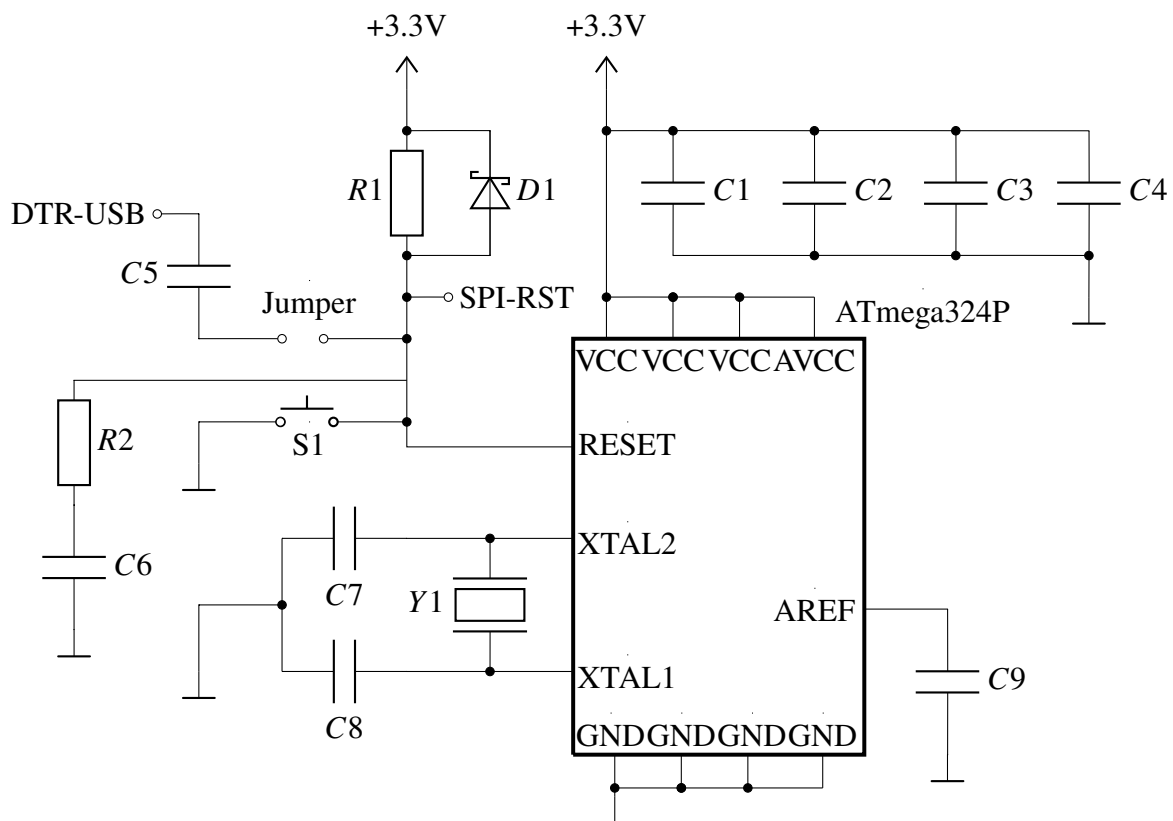 +3.3V
+3.3V
R1
D1
C1
C2
C3
C4
DTR-USB
C5
Jumper
SPI-RST
ATmega324P
VCC VCC VCC AVCC
R2
S1
RESET
C6
C7
Y1
XTAL2
AREF
C8
XTAL1
C9
GND GND GND GND